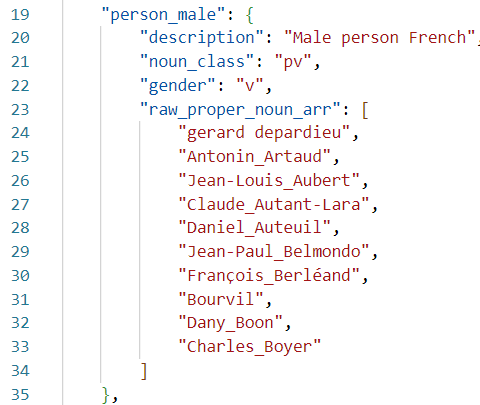 19 "person_male": {
20 "description": "Male person French",
21 "noun_class": "pv",
22 "gender": "v",
23 "raw_proper_noun_arr": [
24 "gerard depardieu",
25 "Antonin_Artaud",
26 "Jean-Louis_Aubert",
27 "Claude_Autant-Lara",
28 "Daniel_Auteuil",
29 "Jean-Paul_Belmondo",
30 "François_Berléand",
31 "Bourvil",
32 "Dany_Boon",
33 "Charles_Boyer"
34 ]
35 },